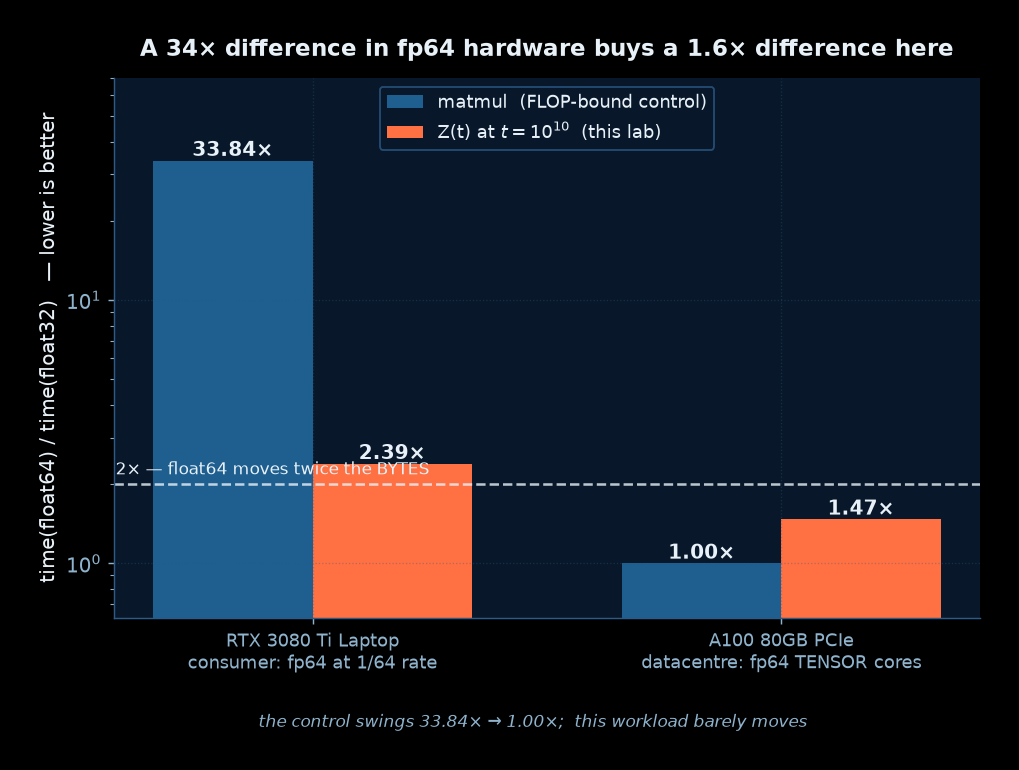 A 34× difference in fp64 hardware buys a 1.6× difference here
matmul (FLOP-bound control)
Z(t) at t = 10¹⁰ (this lab)
time(float64) / time(float32) — lower is better
10¹
10⁰
33.84×
2.39×
2× — float64 moves twice the BYTES
1.00×
1.47×
RTX 3080 Ti Laptop
consumer: fp64 at 1/64 rate
A100 80GB PCIe
datacentre: fp64 TENSOR cores
the control swings 33.84× → 1.00×; this workload barely moves